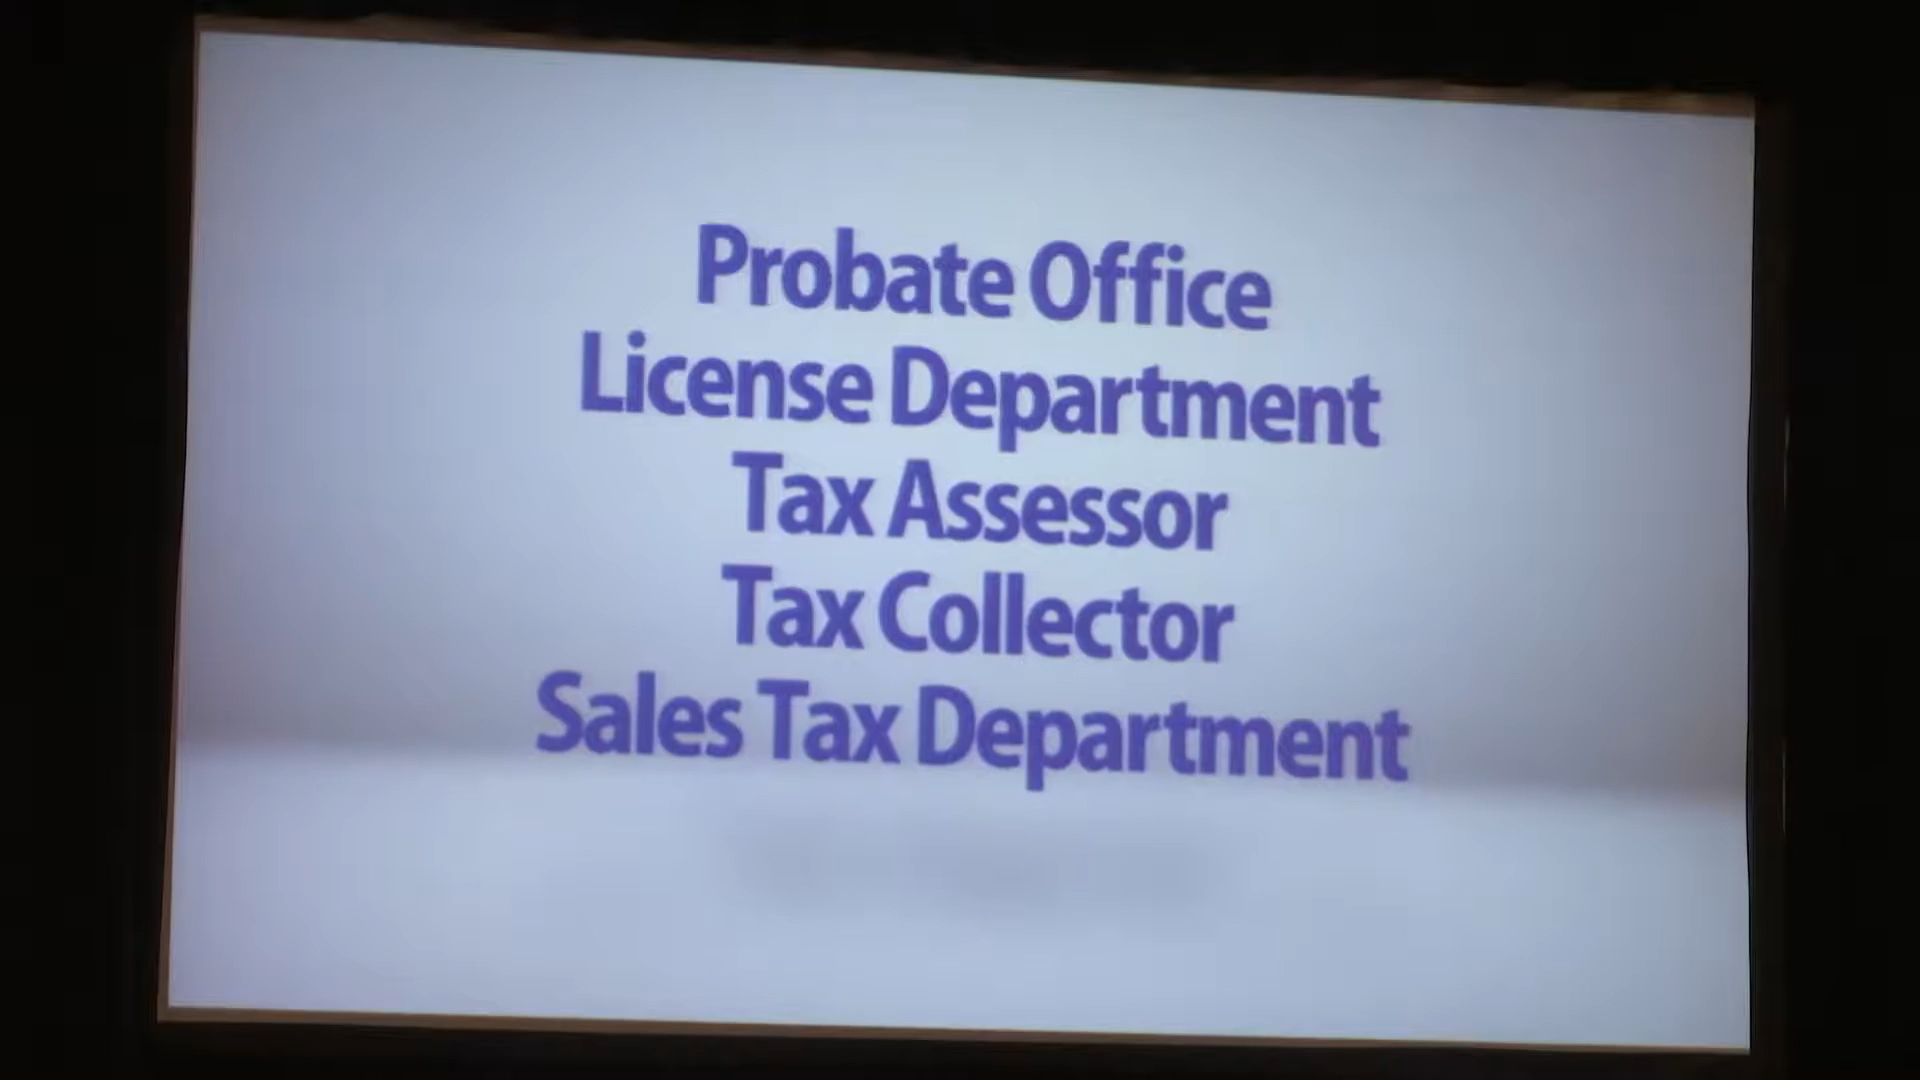 Probate Office
License Department
Tax Assessor
Tax Collector
Sales Tax Department